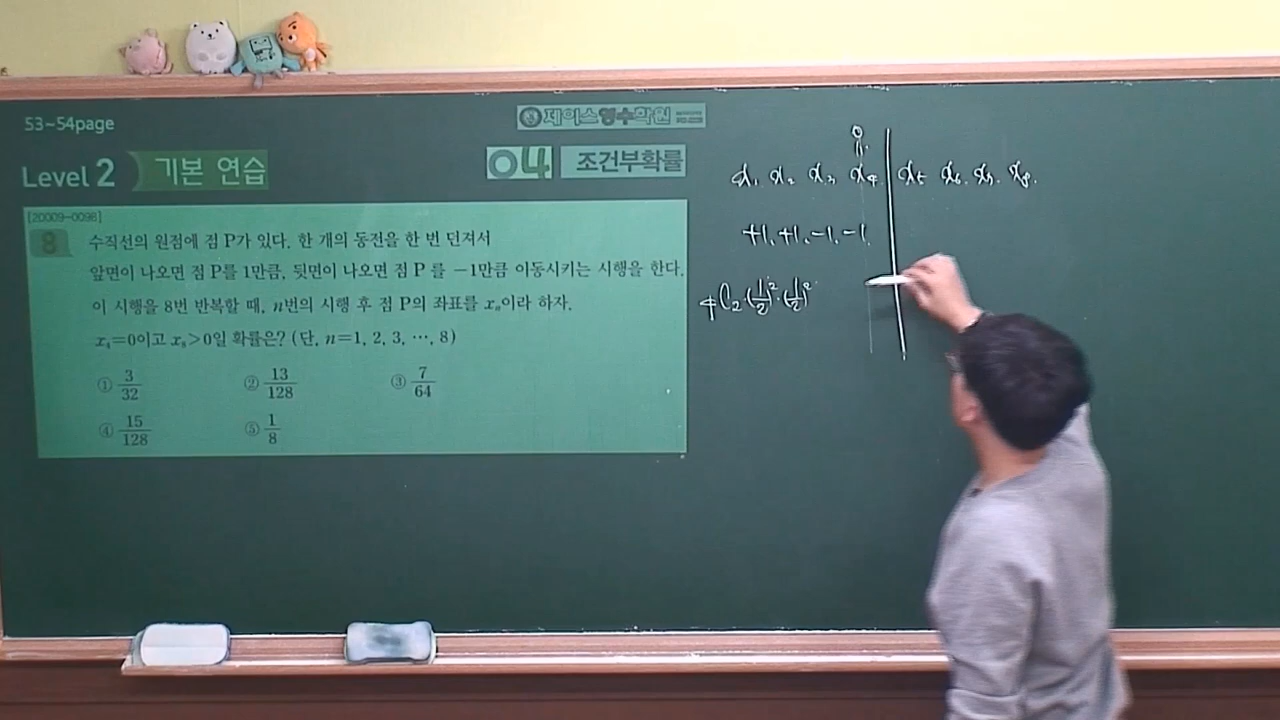 53~54page
제이스영수학원
Level 2 기본 연습
04 조건부확률
[20009-0098]
8 수직선의 원점에 점 P가 있다. 한 개의 동전을 한 번 던져서
앞면이 나오면 점 P를 1만큼, 뒷면이 나오면 점 P 를 -1만큼 이동시키는 시행을 한다.
이 시행을 8번 반복할 때, n번의 시행 후 점 P의 좌표를 xₙ이라 하자.
x₄=0이고 x₈>0일 확률은? (단, n=1, 2, 3, ⋯, 8)
① 3/32 ② 13/128 ③ 7/64
④ 15/128 ⑤ 1/8
0
x₁ x₂ x₃ x₄ x₅ x₆ x₇ x₈
+1, +1, -1, -1
₄C₂·(1/2)²·(1/2)²